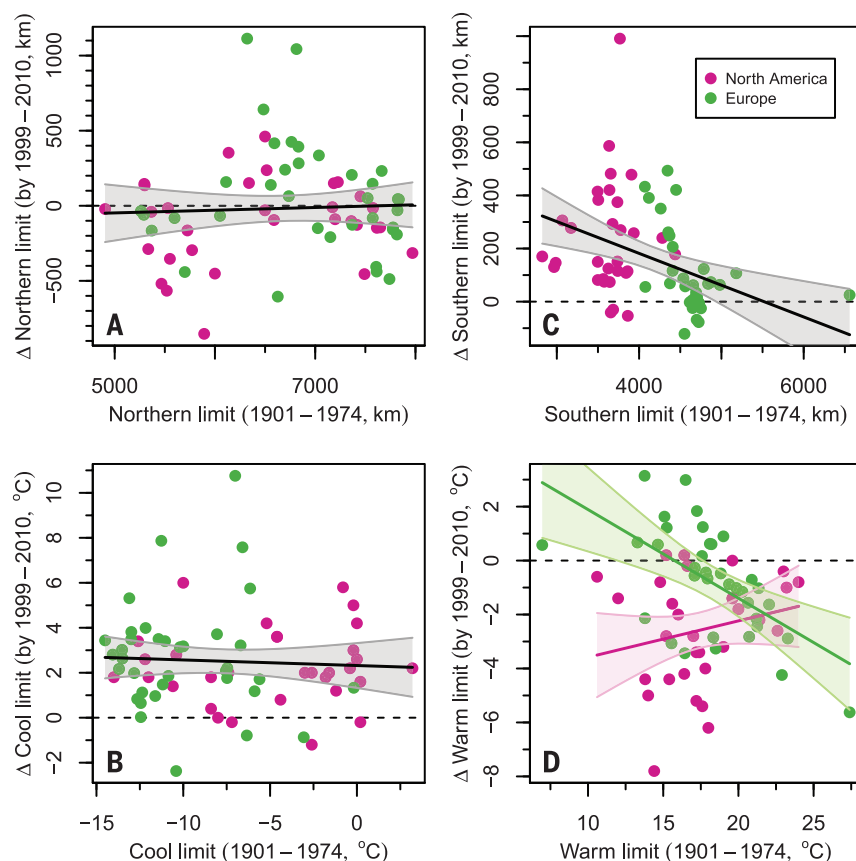 Δ Northern limit (by 1999–2010, km)
1000
500
0
−500
A
5000
7000
Northern limit (1901–1974, km)
Δ Southern limit (by 1999–2010, km)
800
600
400
200
0
North America
Europe
C
4000
6000
Southern limit (1901–1974, km)
Δ Cool limit (by 1999–2010, °C)
10
8
6
4
2
0
−2
B
−15
−10
−5
0
Cool limit (1901–1974, °C)
Δ Warm limit (by 1999–2010, °C)
2
0
−2
−4
−6
−8
D
10
15
20
25
Warm limit (1901–1974, °C)